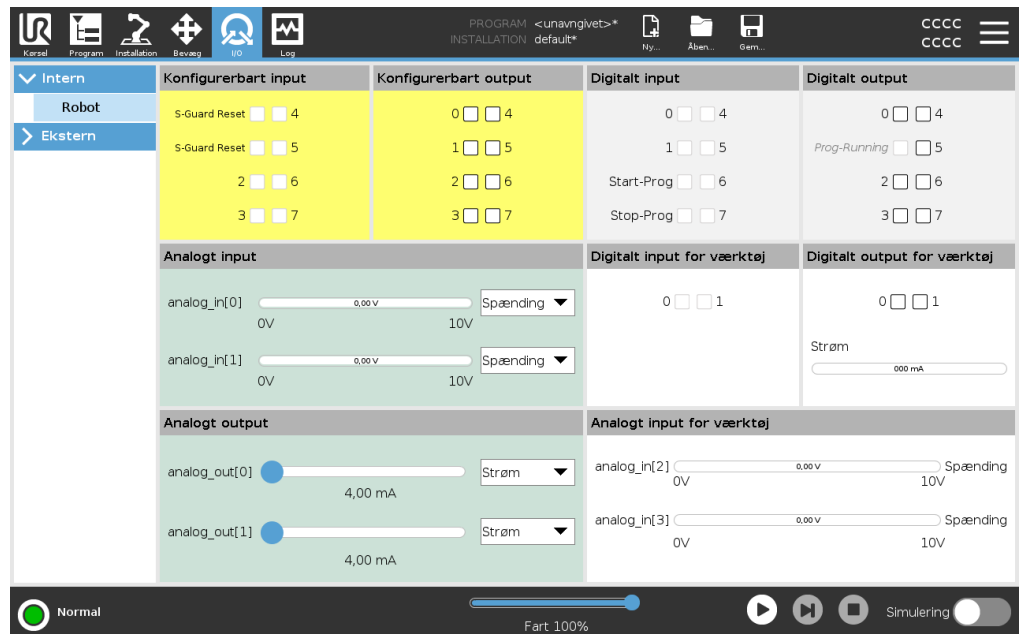 PROGRAM <unavngivet>*
INSTALLATION default*
Kørsel Program Installation Bevæg I/O Log Ny... Åben... Gem...
CCCC
CCCC
Intern
Robot
Ekstern
Konfigurerbart input
S-Guard Reset 4
S-Guard Reset 5
2 6
3 7
Konfigurerbart output
0 4
1 5
2 6
3 7
Digitalt input
0 4
1 5
Start-Prog 6
Stop-Prog 7
Digitalt output
0 4
Prog-Running 5
2 6
3 7
Analogt input
analog_in[0] 0,00 V Spænding
0V 10V
analog_in[1] 0,00 V Spænding
0V 10V
Digitalt input for værktøj
0 1
Digitalt output for værktøj
0 1
Strøm
000 mA
Analogt output
analog_out[0] Strøm
4,00 mA
analog_out[1] Strøm
4,00 mA
Analogt input for værktøj
analog_in[2] 0,00 V Spænding
0V 10V
analog_in[3] 0,00 V Spænding
0V 10V
Normal
Fart 100%
Simulering